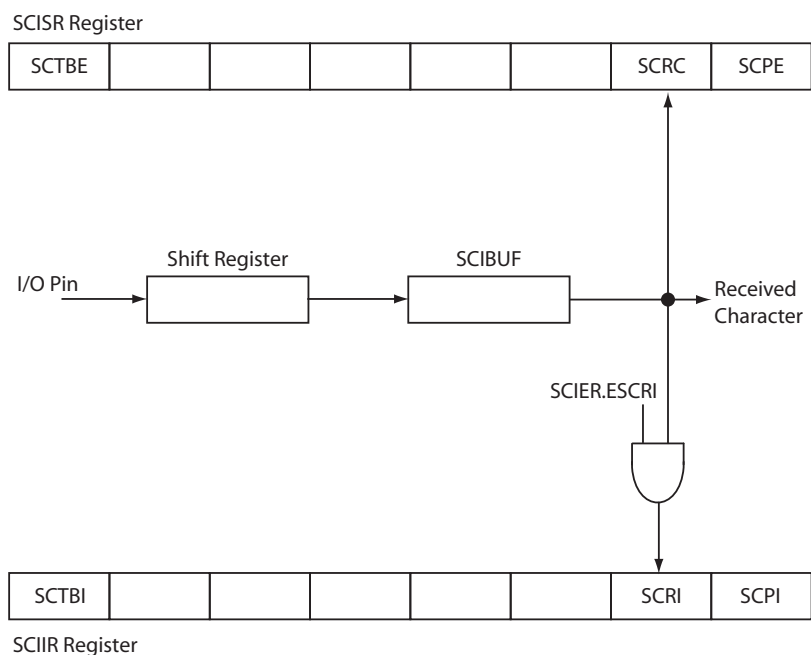 SCISR Register
SCTBE SCRC SCPE
Shift Register SCIBUF
I/O Pin
Received
Character
SCIER.ESCRI
SCTBI SCRI SCPI
SCIIR Register